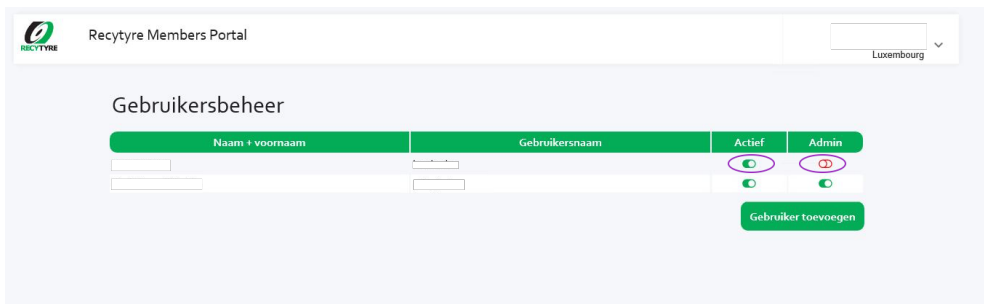 RECYTYRE
Recytyre Members Portal
Luxembourg
Gebruikersbeheer
Naam + voornaam Gebruikersnaam Actief Admin
Gebruiker toevoegen